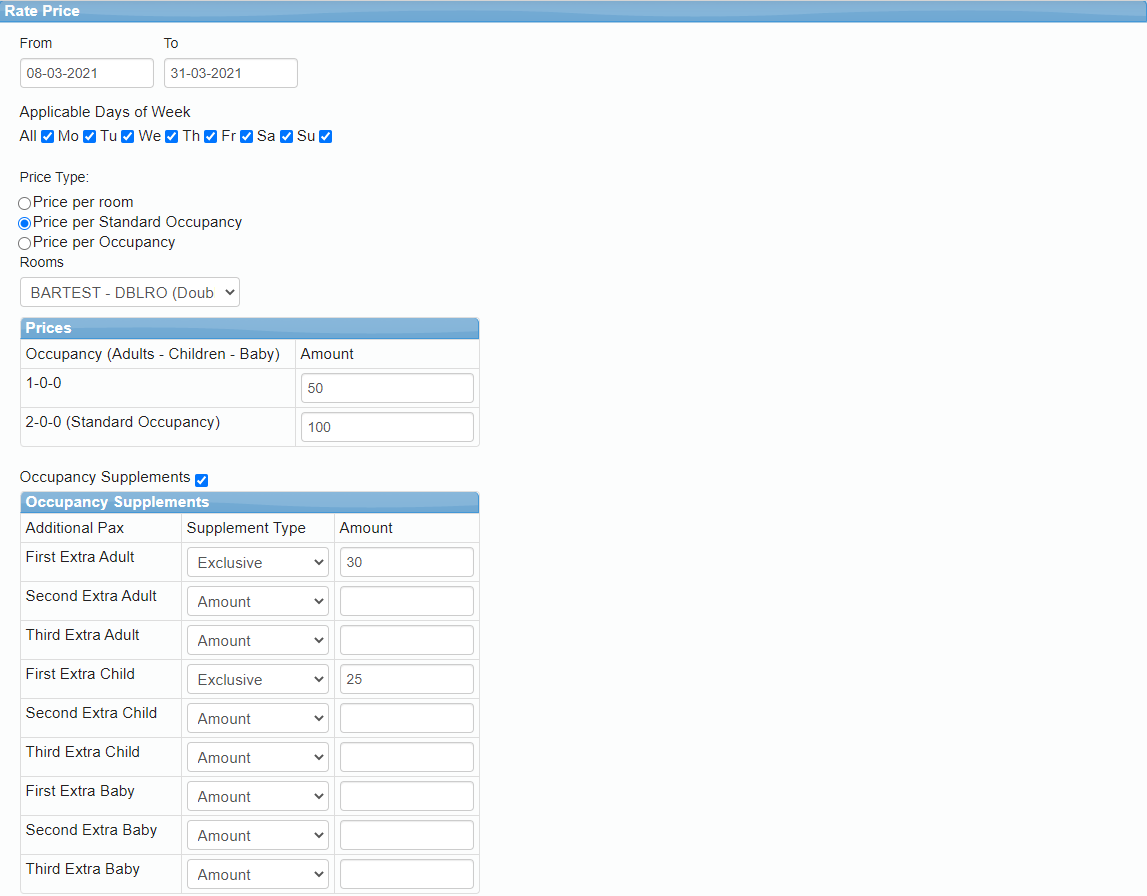 Rate Price
From To
08-03-2021 31-03-2021
Applicable Days of Week
All Mo Tu We Th Fr Sa Su
Price Type:
Price per room
Price per Standard Occupancy
Price per Occupancy
Rooms
BARTEST - DBLRO (Doub
Prices
Occupancy (Adults - Children - Baby) Amount
1-0-0 50
2-0-0 (Standard Occupancy) 100
Occupancy Supplements
Occupancy Supplements
Additional Pax Supplement Type Amount
First Extra Adult Exclusive 30
Second Extra Adult Amount
Third Extra Adult Amount
First Extra Child Exclusive 25
Second Extra Child Amount
Third Extra Child Amount
First Extra Baby Amount
Second Extra Baby Amount
Third Extra Baby Amount